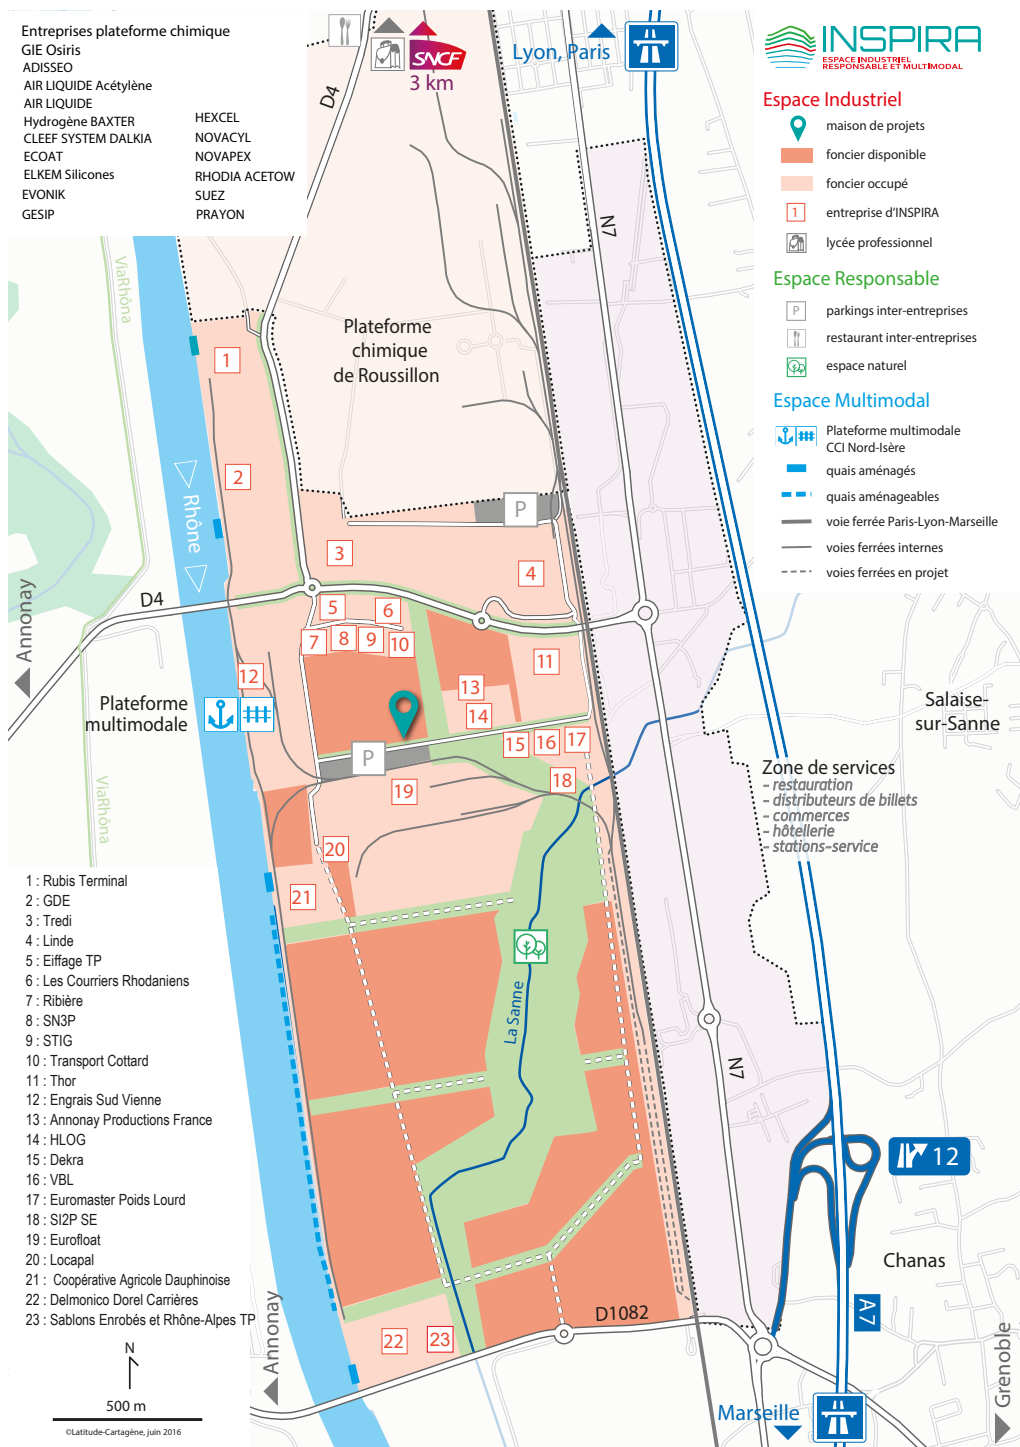 Entreprises plateforme chimique
GIE Osiris
ADISSEO
AIR LIQUIDE Acétylène
AIR LIQUIDE
Hydrogène BAXTER
CLEEF SYSTEM DALKIA
ECOAT
ELKEM Silicones
EVONIK
GESIP
HEXCEL
NOVACYL
NOVAPEX
RHODIA ACETOW
SUEZ
PRAYON
SNCF
3 km
D4
Lyon, Paris
INSPIRA
ESPACE INDUSTRIEL
RESPONSABLE ET MULTIMODAL
Espace Industriel
maison de projets
foncier disponible
foncier occupé
1
entreprise d'INSPIRA
lycée professionnel
Espace Responsable
P
parkings inter-entreprises
restaurant inter-entreprises
espace naturel
Espace Multimodal
Plateforme multimodale
CCI Nord-Isère
quais aménagés
quais aménageables
voie ferrée Paris-Lyon-Marseille
voies ferrées internes
voies ferrées en projet
N7
ViaRhôna
Plateforme
chimique
de Roussillon
1
2
Rhône
P
3
4
D4
Annonay
5
6
7
8
9
10
11
12
13
14
15
16
17
18
Plateforme
multimodale
P
19
ViaRhôna
20
21
Salaise-
sur-Sanne
Zone de services
- restauration
- distributeurs de billets
- commerces
- hôtellerie
- stations-service
La Sanne
N7
12
Chanas
A7
D1082
22
23
Annonay
Grenoble
Marseille
1 : Rubis Terminal
2 : GDE
3 : Tredi
4 : Linde
5 : Eiffage TP
6 : Les Courriers Rhodaniens
7 : Ribière
8 : SN3P
9 : STIG
10 : Transport Cottard
11 : Thor
12 : Engrais Sud Vienne
13 : Annonay Productions France
14 : HLOG
15 : Dekra
16 : VBL
17 : Euromaster Poids Lourd
18 : SI2P SE
19 : Eurofloat
20 : Locapal
21 : Coopérative Agricole Dauphinoise
22 : Delmonico Dorel Carrières
23 : Sablons Enrobés et Rhône-Alpes TP
N
500 m
©Latitude-Cartagène, juin 2016